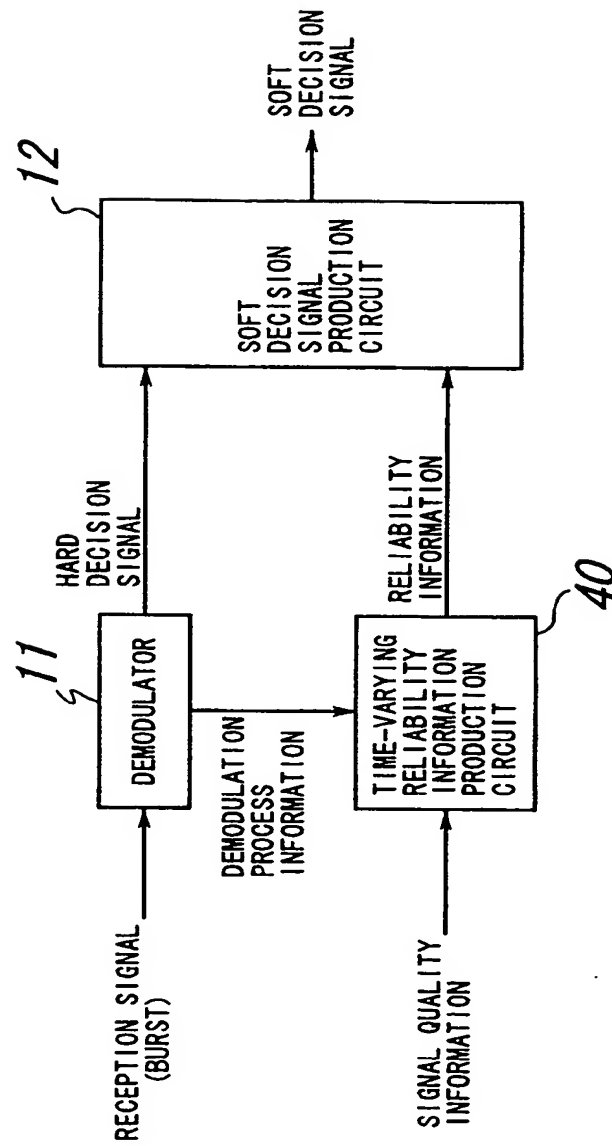 RECEPTION SIGNAL
(BURST)
11
DEMODULATOR
HARD
DECISION
SIGNAL
12
SOFT
DECISION
SIGNAL
PRODUCTION
CIRCUIT
SOFT
DECISION
SIGNAL
DEMODULATION
PROCESS
INFORMATION
SIGNAL QUALITY
INFORMATION
TIME-VARYING
RELIABILITY
INFORMATION
PRODUCTION
CIRCUIT
40
RELIABILITY
INFORMATION